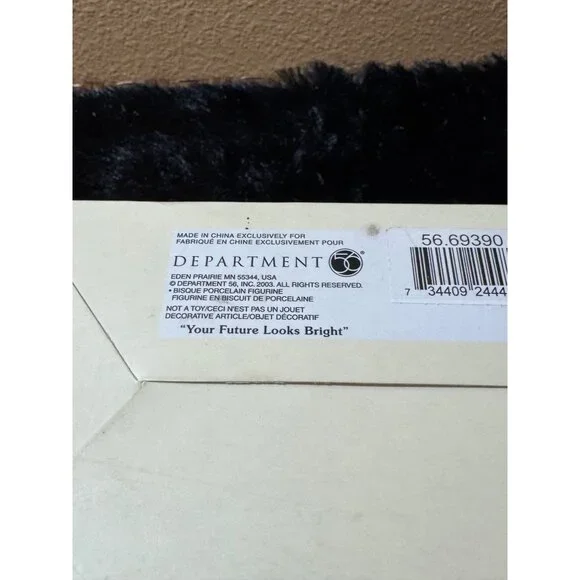 MADE IN CHINA EXCLUSIVELY FOR
FABRIQUÉ EN CHINE EXCLUSIVEMENT POUR
DEPARTMENT 56
EDEN PRAIRIE MN 55344, USA
© DEPARTMENT 56, INC. 2003. ALL RIGHTS RESERVED.
• BISQUE PORCELAIN FIGURINE
FIGURINE EN BISCUIT DE PORCELAINE
NOT A TOY/CECI N'EST PAS UN JOUET
DECORATIVE ARTICLE/OBJET DÉCORATIF
"Your Future Looks Bright"
56.69390
7 34409 2444